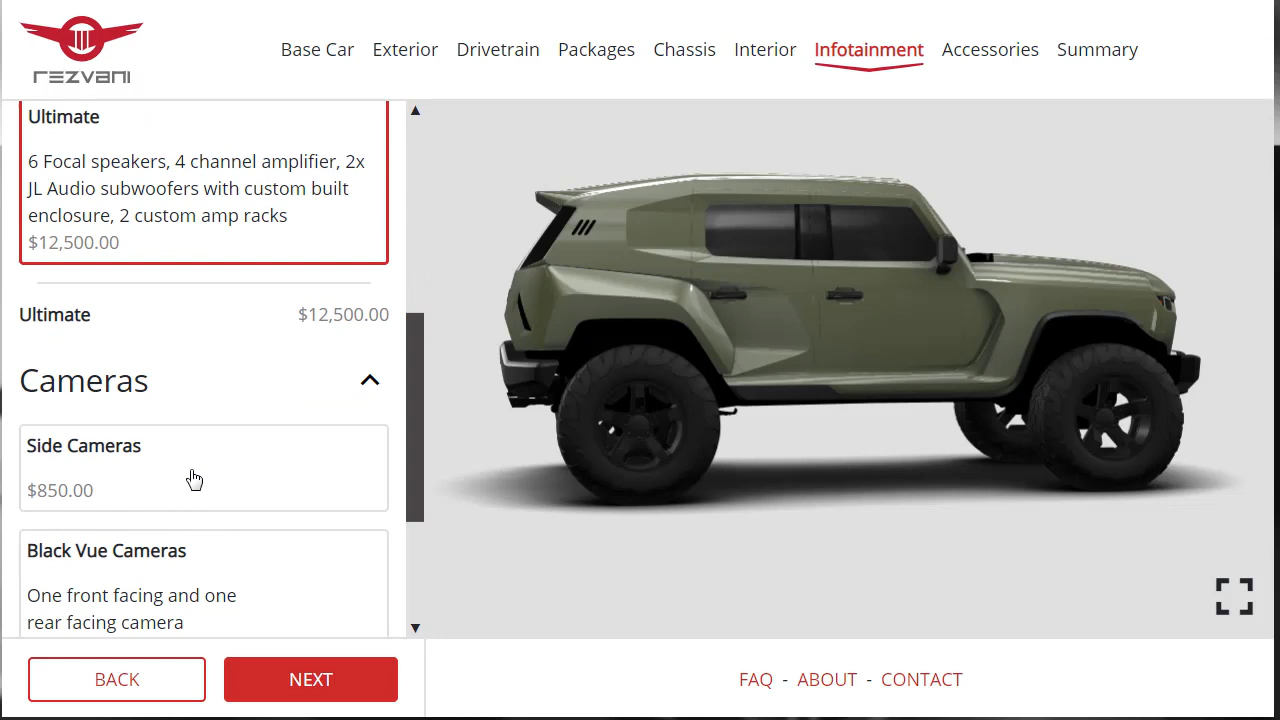 rezvani
Base Car Exterior Drivetrain Packages Chassis Interior Infotainment Accessories Summary
Ultimate
6 Focal speakers, 4 channel amplifier, 2x
JL Audio subwoofers with custom built
enclosure, 2 custom amp racks
$12,500.00
Ultimate $12,500.00
Cameras
Side Cameras
$850.00
Black Vue Cameras
One front facing and one
rear facing camera
BACK NEXT
FAQ - ABOUT - CONTACT